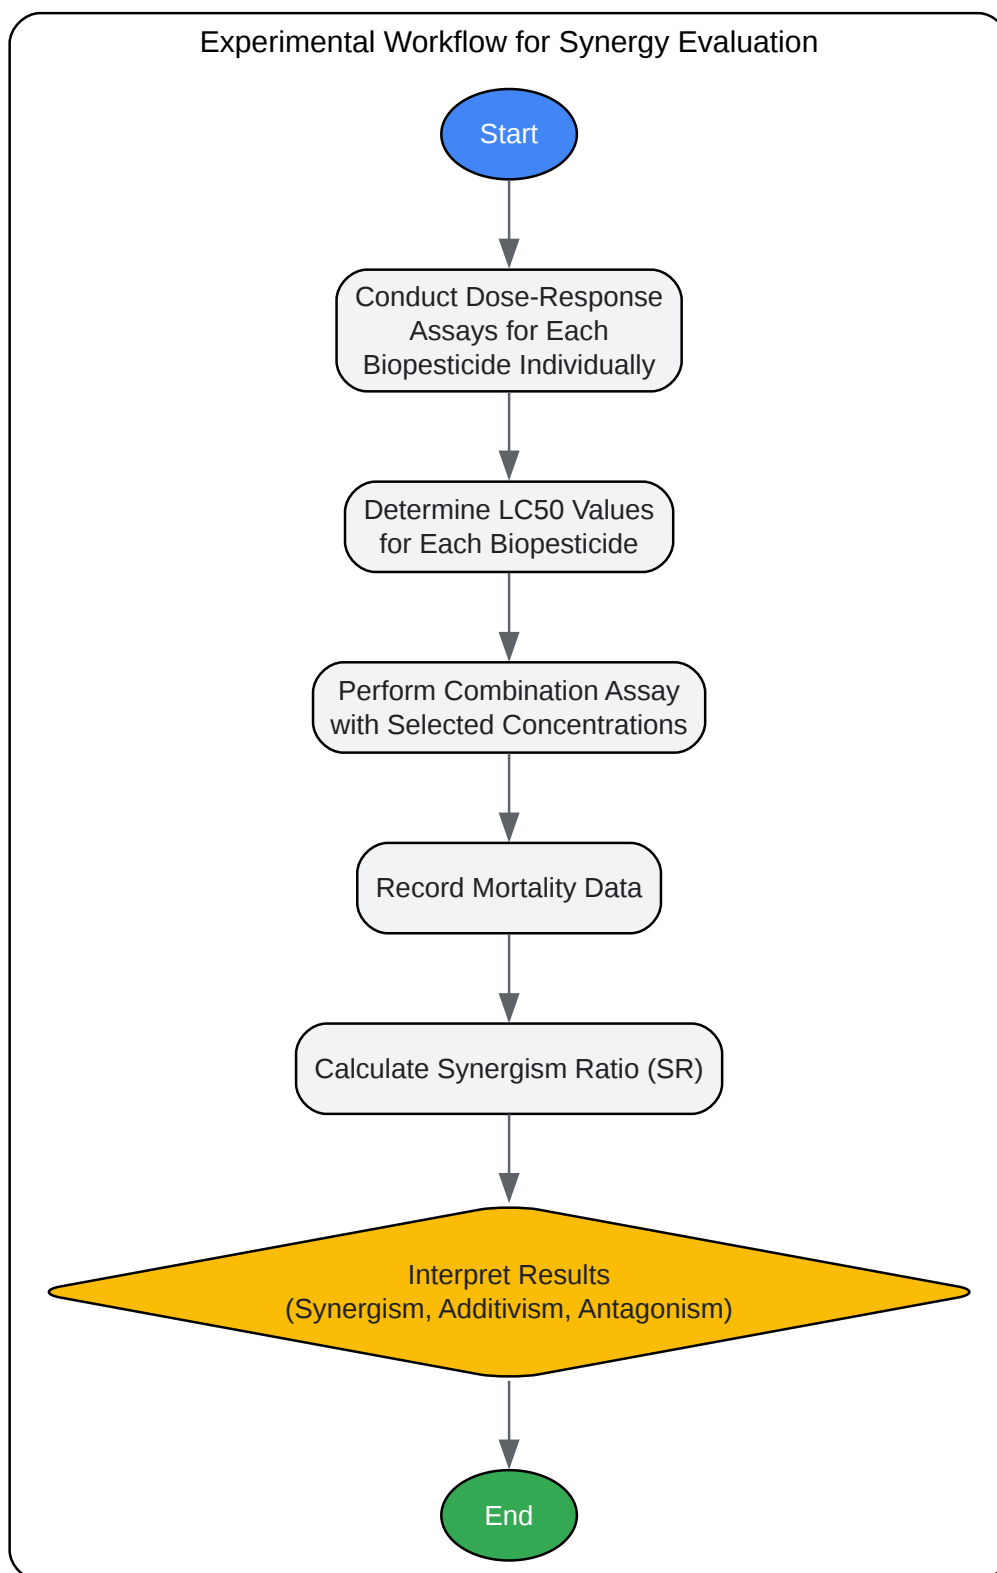 Experimental Workflow for Synergy Evaluation
Start
Conduct Dose-Response
Assays for Each
Biopesticide Individually
Determine LC50 Values
for Each Biopesticide
Perform Combination Assay
with Selected Concentrations
Record Mortality Data
Calculate Synergism Ratio (SR)
Interpret Results
(Synergism, Additivism, Antagonism)
End